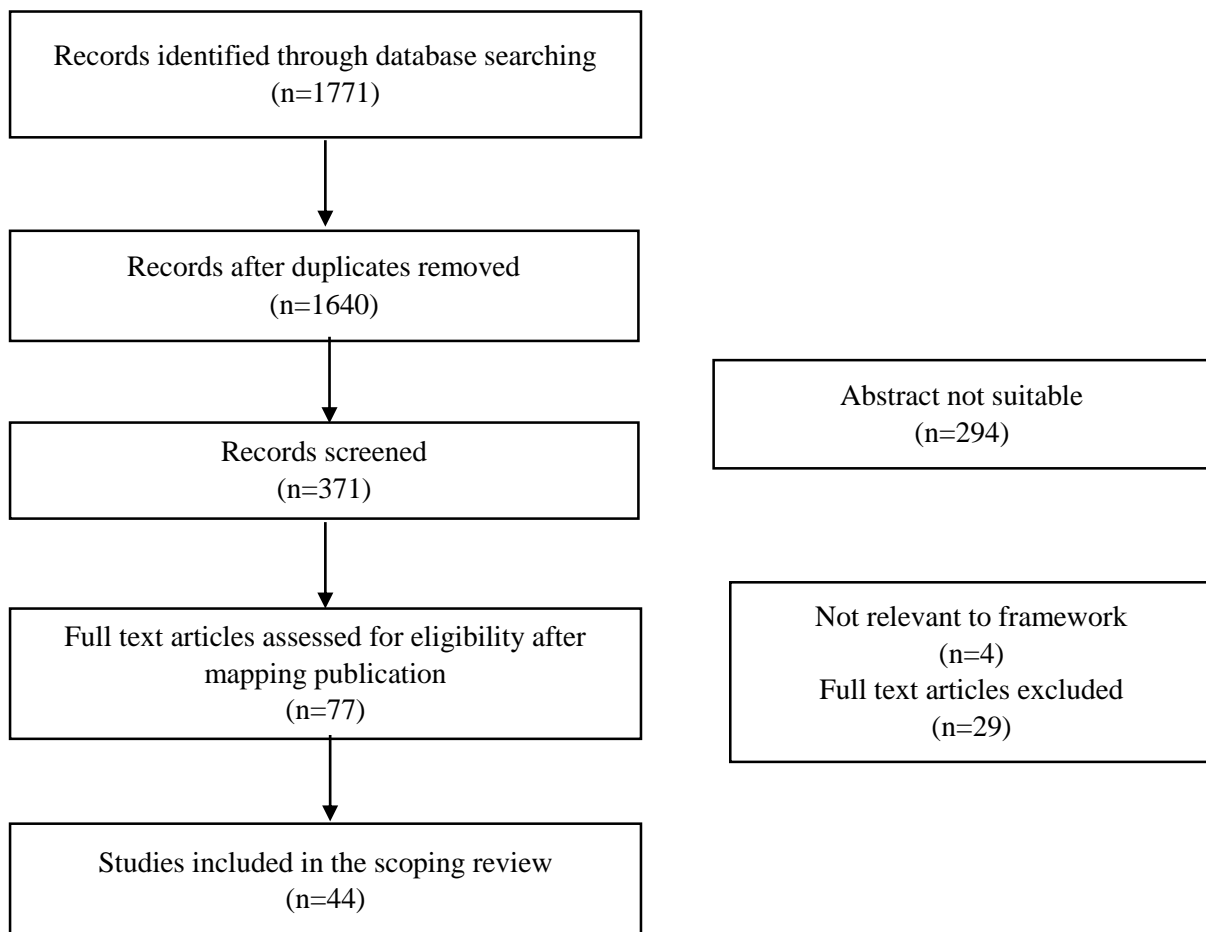 Records identified through database searching
(n=1771)
Records after duplicates removed
(n=1640)
Abstract not suitable
(n=294)
Records screened
(n=371)
Not relevant to framework
(n=4)
Full text articles excluded
(n=29)
Full text articles assessed for eligibility after
mapping publication
(n=77)
Studies included in the scoping review
(n=44)